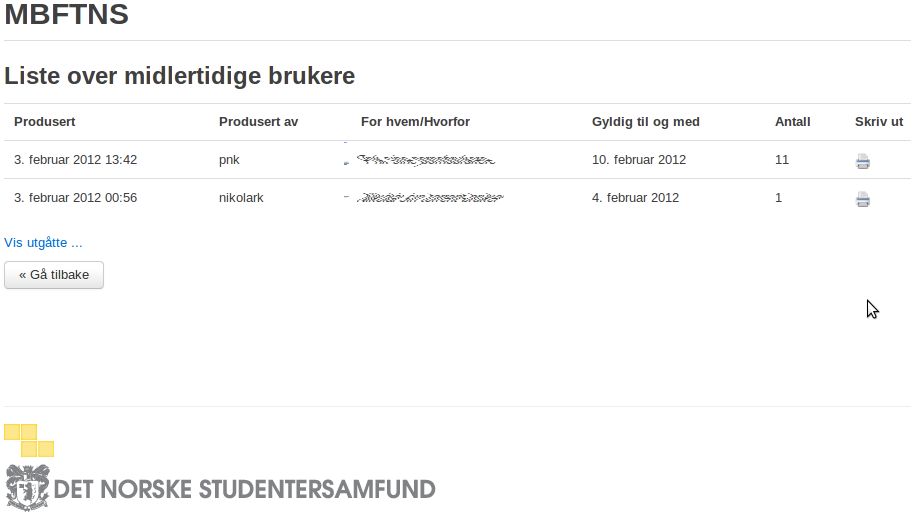 MBFTNS
Liste over midlertidige brukere
Produsert Produsert av For hvem/Hvorfor Gyldig til og med Antall Skriv ut
3. februar 2012 13:42 pnk 10. februar 2012 11
3. februar 2012 00:56 nikolark 4. februar 2012 1
Vis utgåtte ...
« Gå tilbake
DET NORSKE STUDENTERSAMFUND